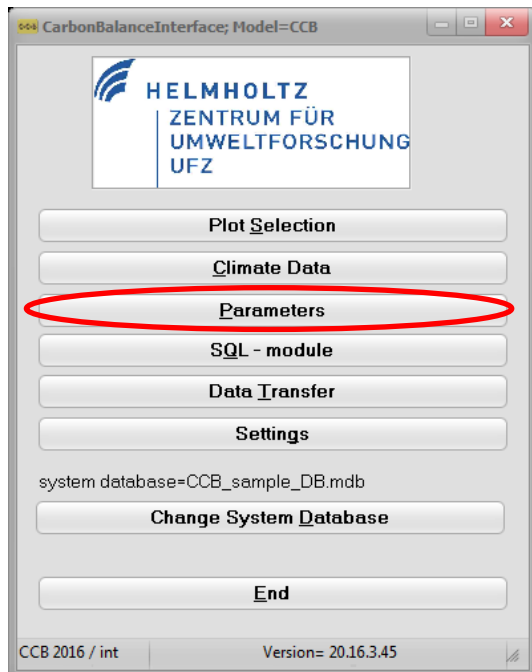 CarbonBalanceInterface; Model=CCB
HELMHOLTZ
ZENTRUM FÜR
UMWELTFORSCHUNG
UFZ
Plot Selection
Climate Data
Parameters
SQL - module
Data Transfer
Settings
system database=CCB_sample_DB.mdb
Change System Database
End
CCB 2016 / int Version= 20.16.3.45